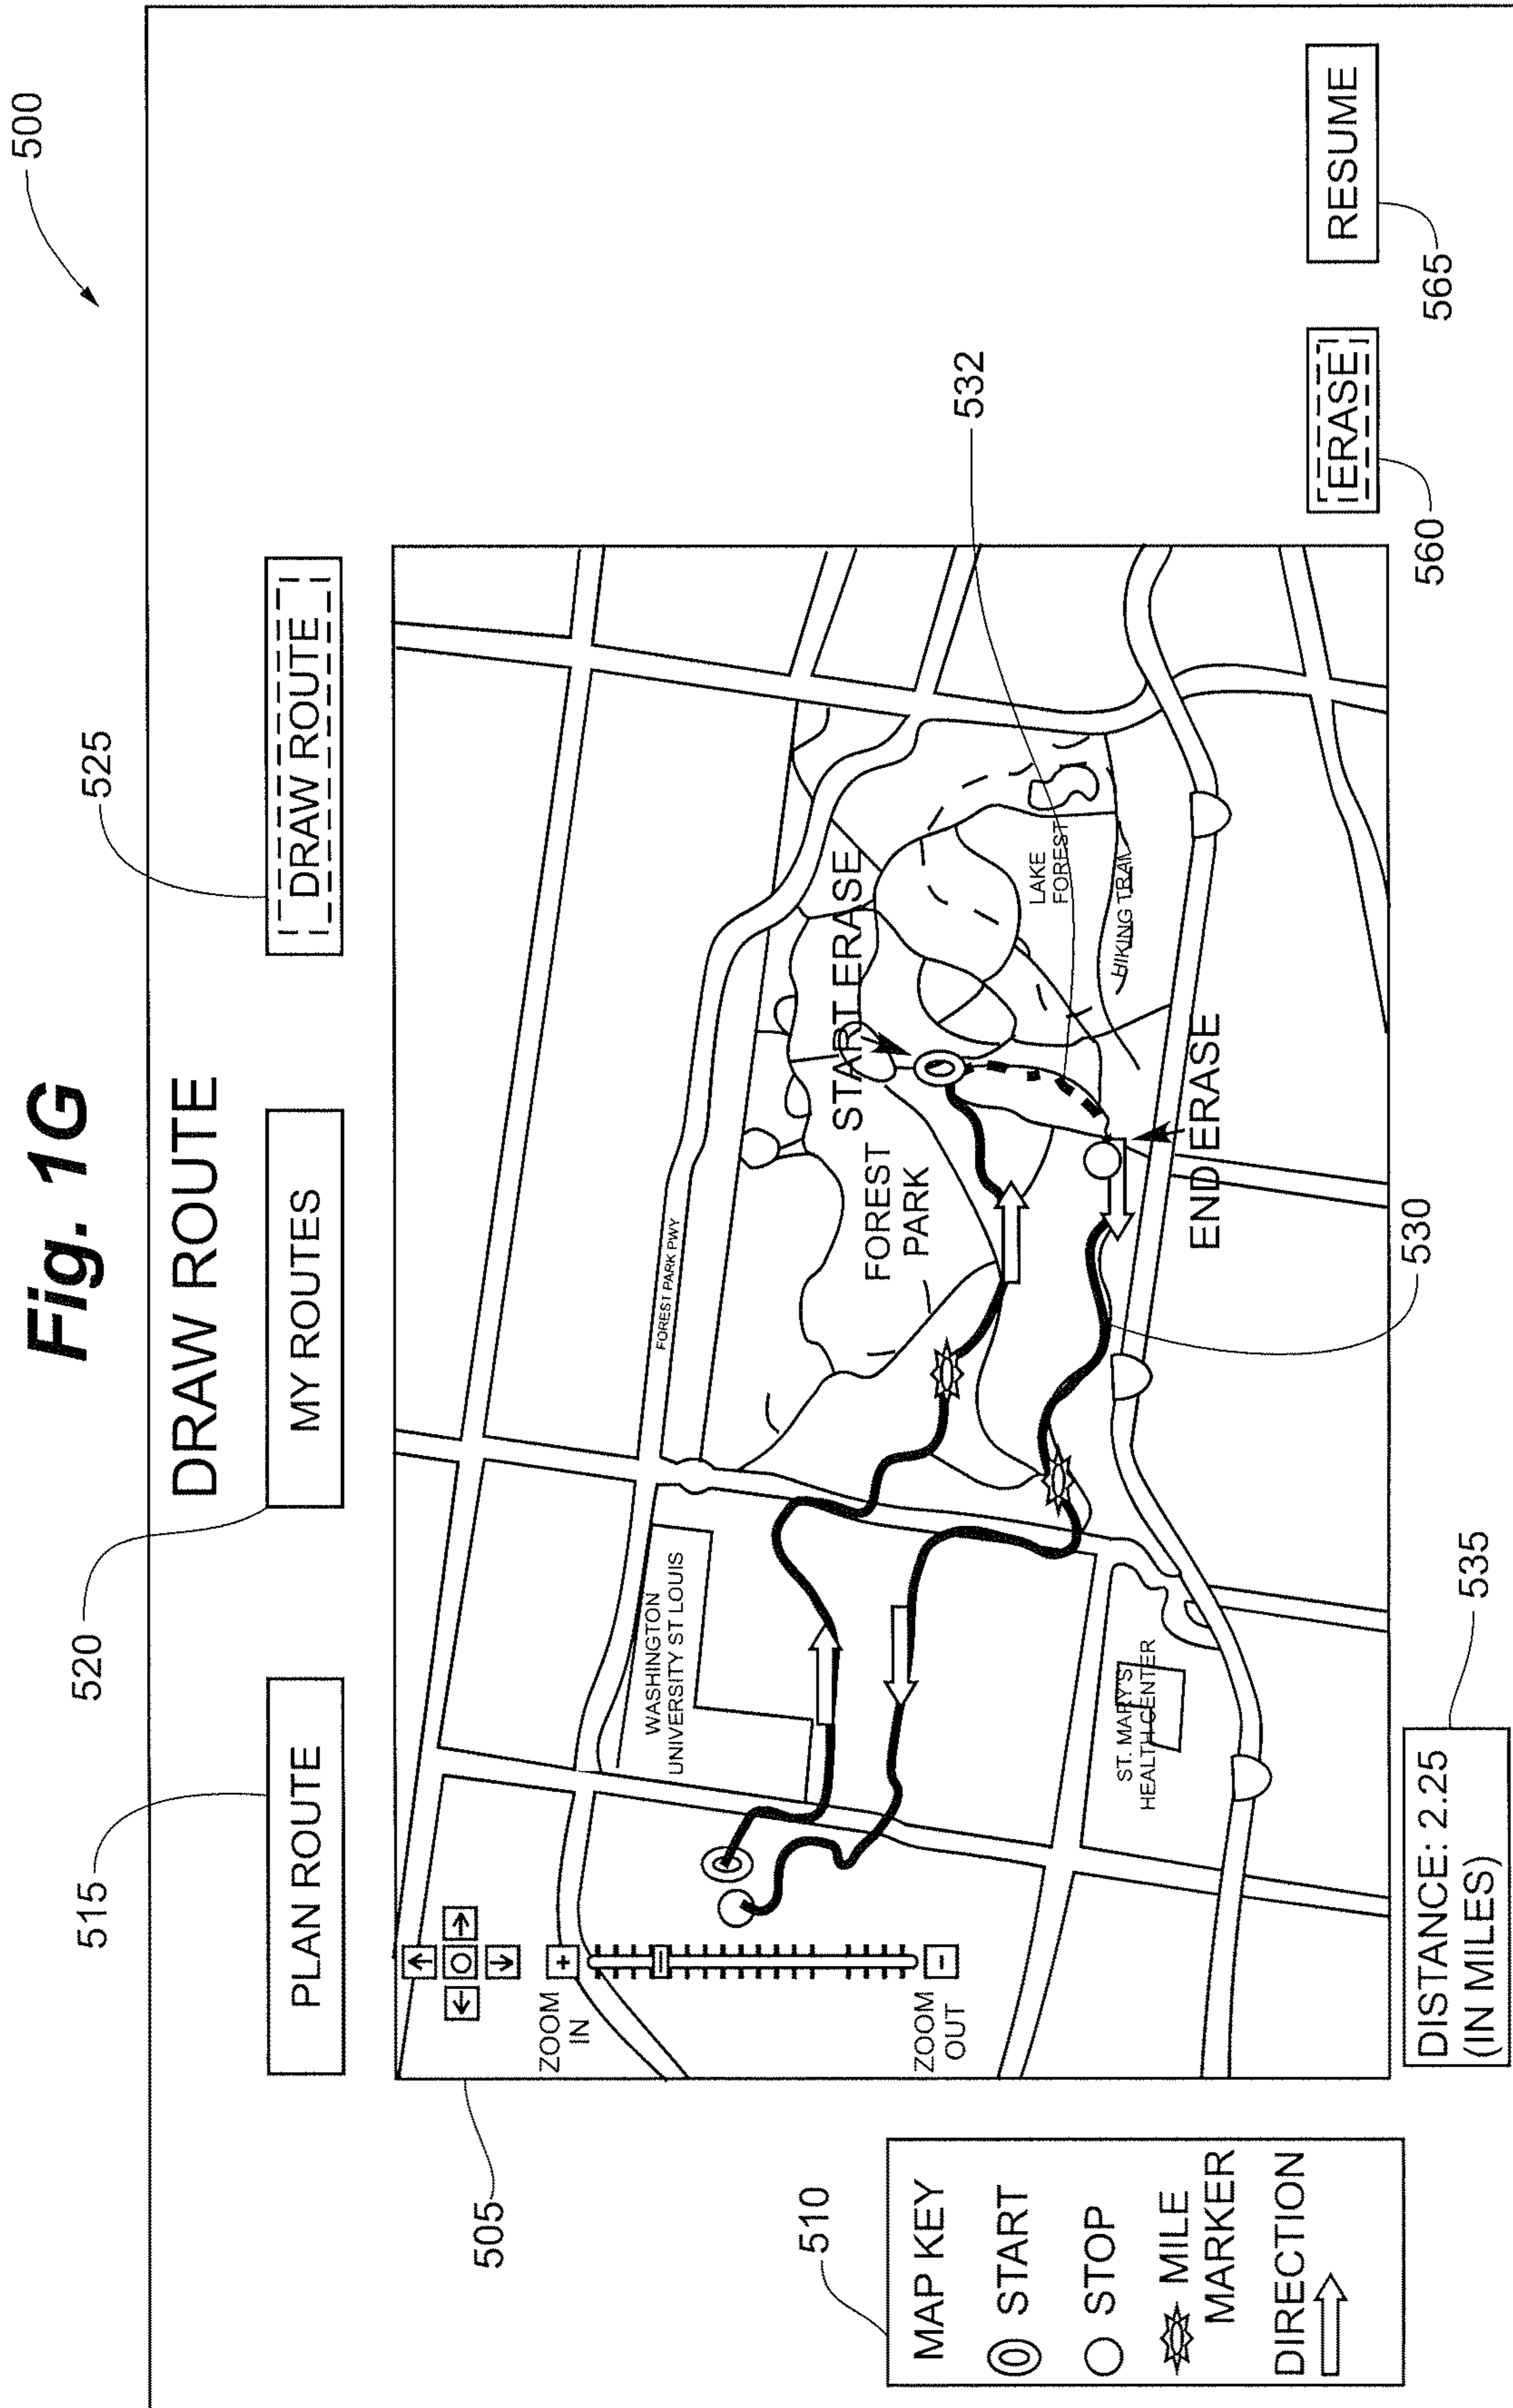 Fig. 1G
500
DRAW ROUTE
515
520
525
PLAN ROUTE
MY ROUTES
DRAW ROUTE
505
ZOOM
IN
+
ZOOM
OUT
-
FOREST PARK PWY
WASHINGTON
UNIVERSITY ST LOUIS
FOREST
PARK
START ERASE
LAKE
FOREST
HIKING TRAIL
ST. MARY'S
HEALTH CENTER
END ERASE
532
530
510
MAP KEY
START
STOP
MILE
MARKER
DIRECTION
DISTANCE: 2.25
(IN MILES)
535
ERASE
560
RESUME
565